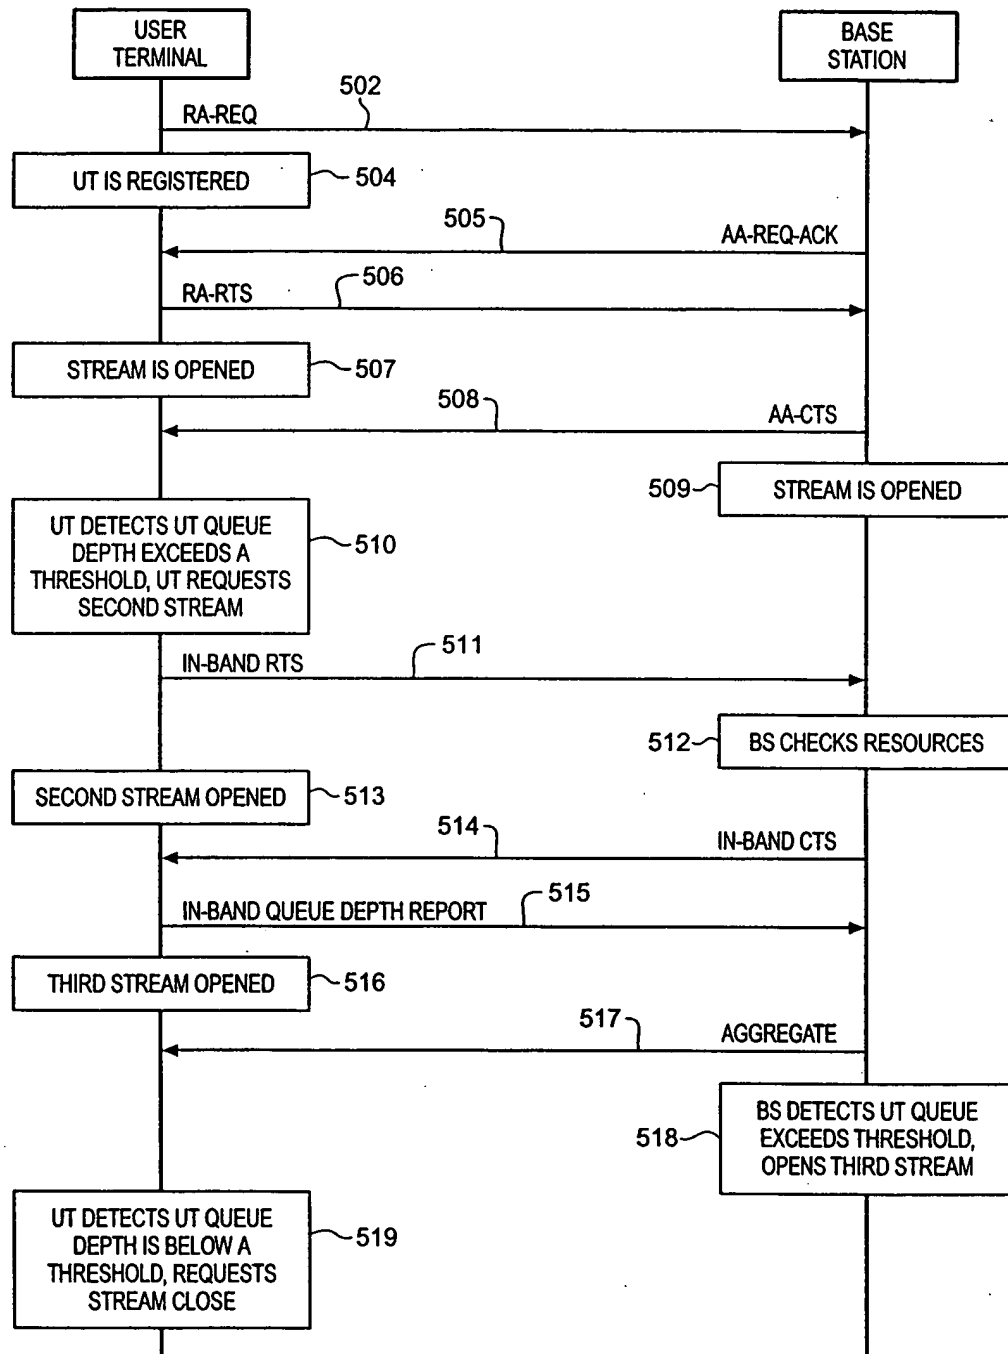 USER
TERMINAL
BASE
STATION
502
RA-REQ
UT IS REGISTERED
504
505
AA-REQ-ACK
506
RA-RTS
STREAM IS OPENED
507
508
AA-CTS
509
STREAM IS OPENED
UT DETECTS UT QUEUE
DEPTH EXCEEDS A
THRESHOLD, UT REQUESTS
SECOND STREAM
510
511
IN-BAND RTS
512
BS CHECKS RESOURCES
SECOND STREAM OPENED
513
514
IN-BAND CTS
515
IN-BAND QUEUE DEPTH REPORT
THIRD STREAM OPENED
516
517
AGGREGATE
518
BS DETECTS UT QUEUE
EXCEEDS THRESHOLD,
OPENS THIRD STREAM
UT DETECTS UT QUEUE
DEPTH IS BELOW A
THRESHOLD, REQUESTS
STREAM CLOSE
519